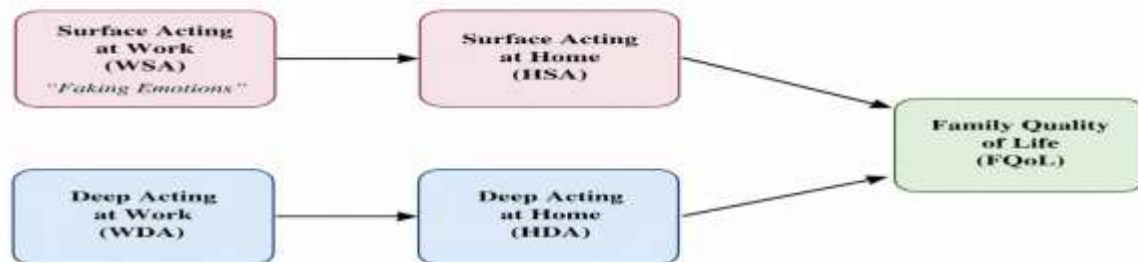 Surface Acting
at Work
(WSA)
"Faking Emotions"
Surface Acting
at Home
(HSA)
Family Quality
of Life
(FQoL)
Deep Acting
at Work
(WDA)
Deep Acting
at Home
(HDA)